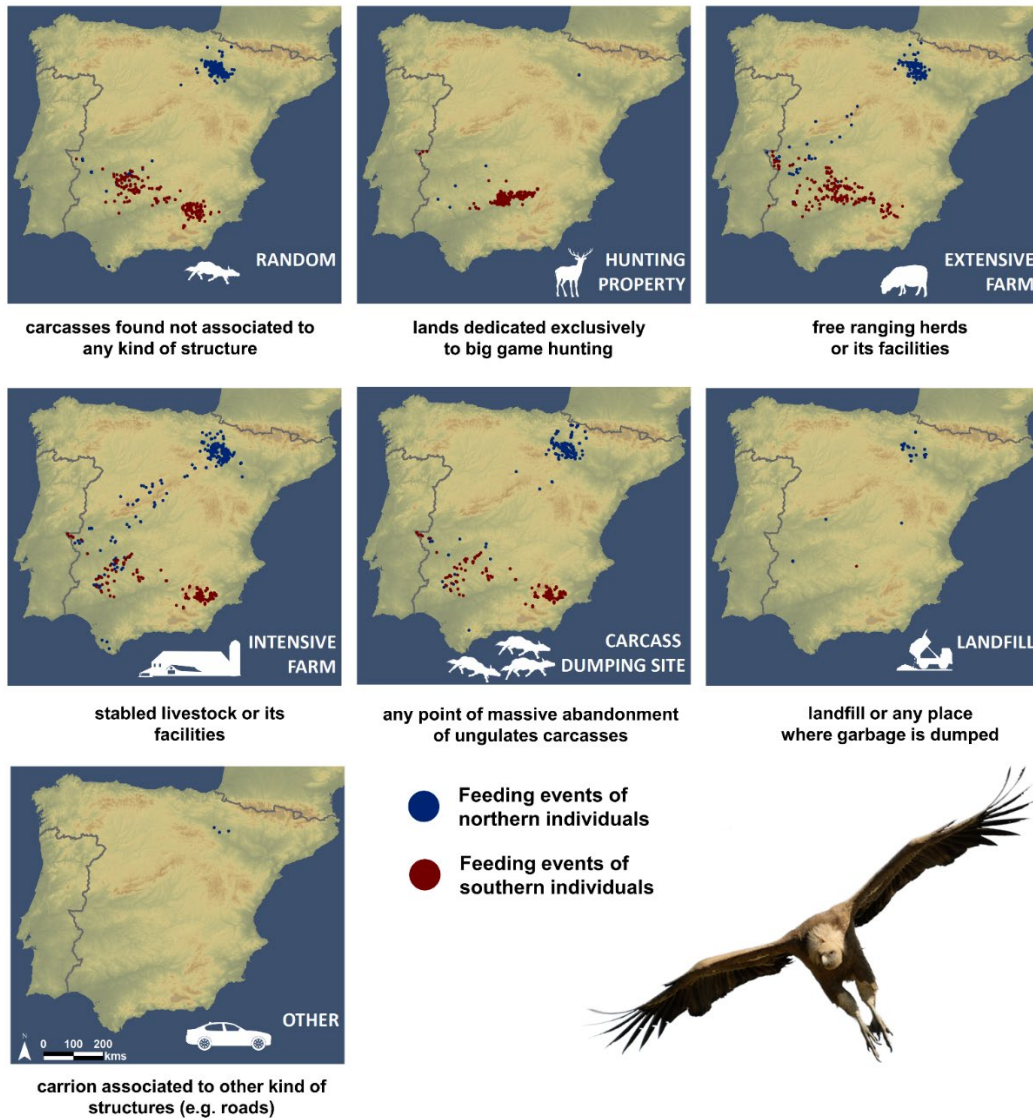 RANDOM
carcasses found not associated to
any kind of structure
HUNTING
PROPERTY
lands dedicated exclusively
to big game hunting
EXTENSIVE
FARM
free ranging herds
or its facilities
INTENSIVE
FARM
stabled livestock or its
facilities
CARCASS
DUMPING SITE
any point of massive abandonment
of ungulates carcasses
LANDFILL
landfill or any place
where garbage is dumped
N
0 100 200
kms
OTHER
carrion associated to other kind of
structures (e.g. roads)
Feeding events of
northern individuals
Feeding events of
southern individuals